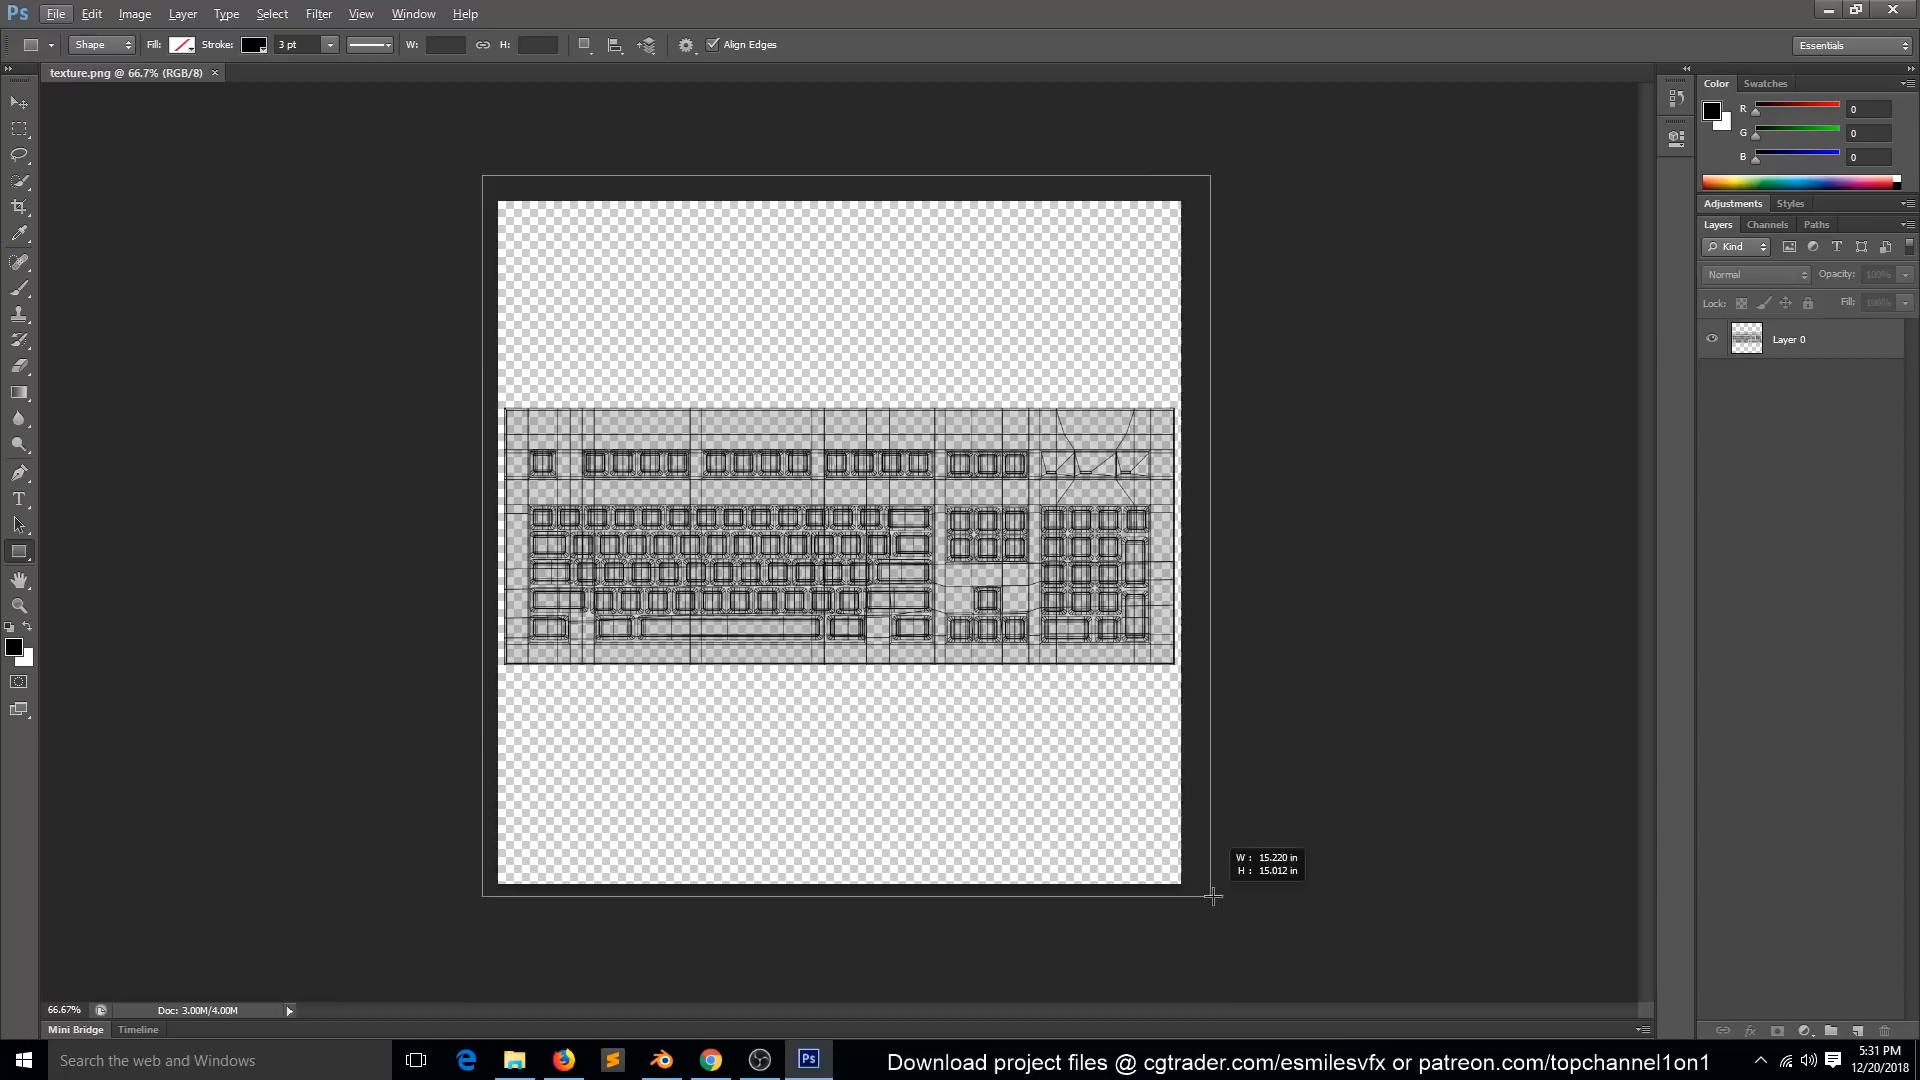 Ps File Edit Image Layer Type Select Filter 3D View Window Help
Shape Fill: Stroke: 3 pt W: H: Align Edges Essentials
texture.png @ 66.7% (RGB/8) ×
Color Swatches
R 0
G 0
B 0
Adjustments Styles
Layers Channels Paths
Kind
Normal Opacity: 100%
Lock: Fill: 100%
Layer 0
W : 15.220 in
H : 15.012 in
66.67% Doc: 3.00M/4.00M
Mini Bridge Timeline
Search the web and Windows
Download project files @ cgtrader.com/esmilesvfx or patreon.com/topchannel1on1
5:31 PM
12/20/2018